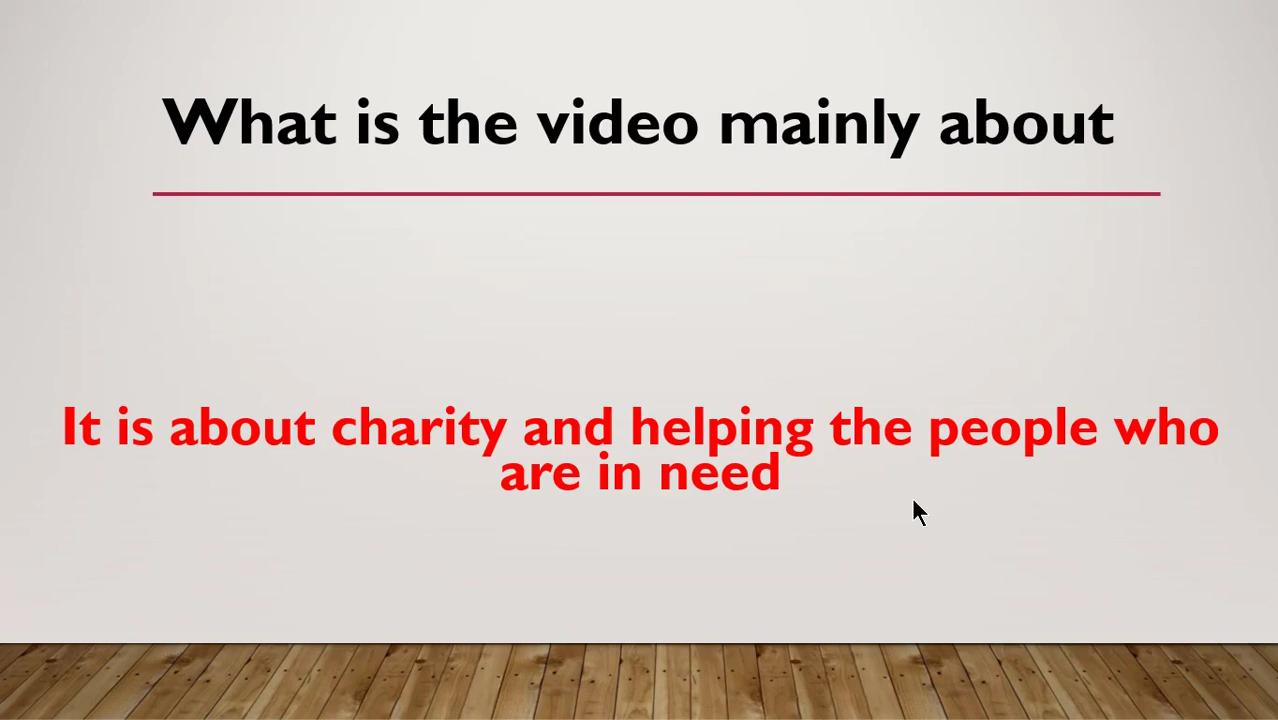 What is the video mainly about
It is about charity and helping the people who
are in need